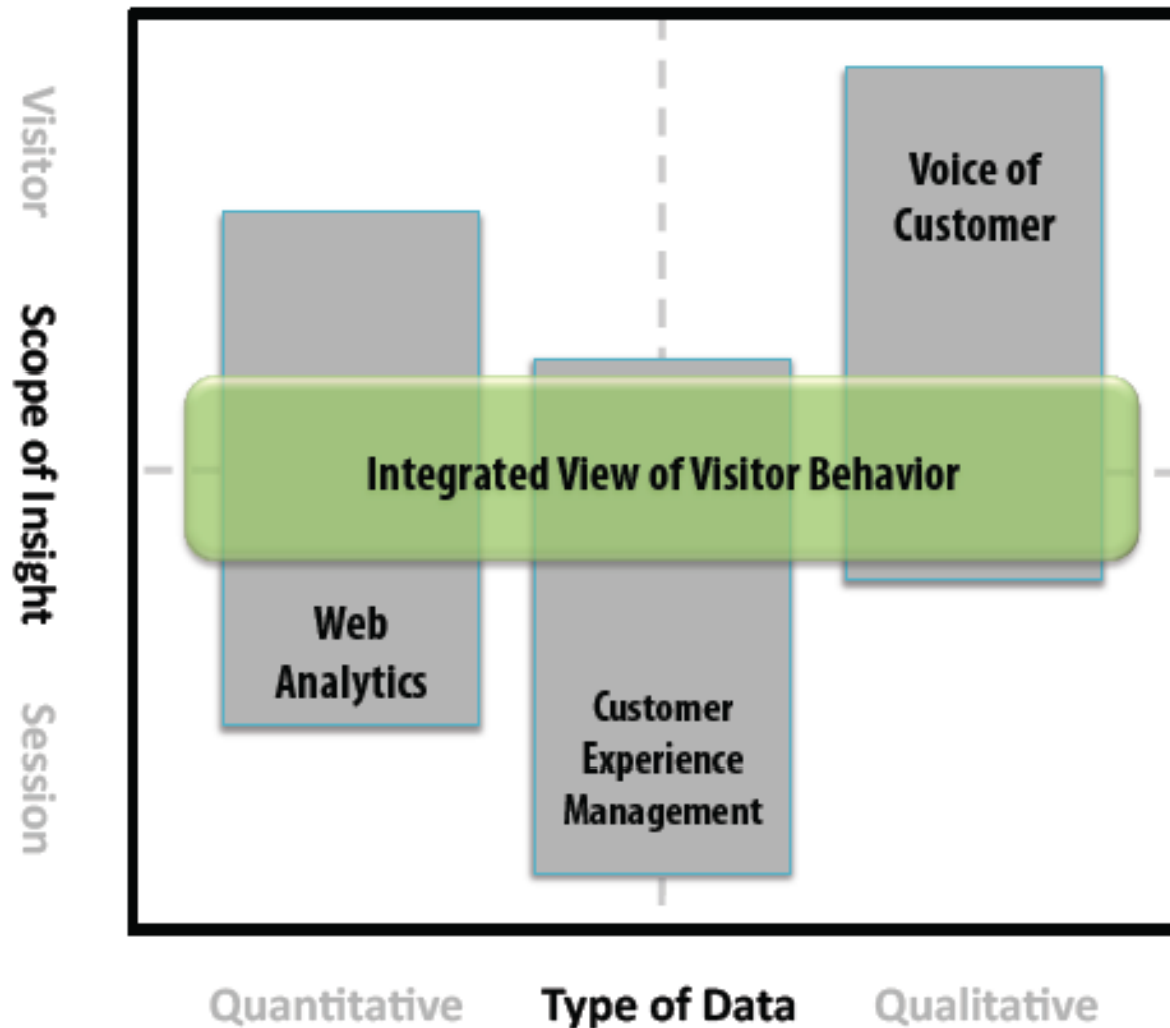 Visitor
Scope of Insight
Session
Voice of
Customer
Integrated View of Visitor Behavior
Web
Analytics
Customer
Experience
Management
Quantitative
Type of Data
Qualitative